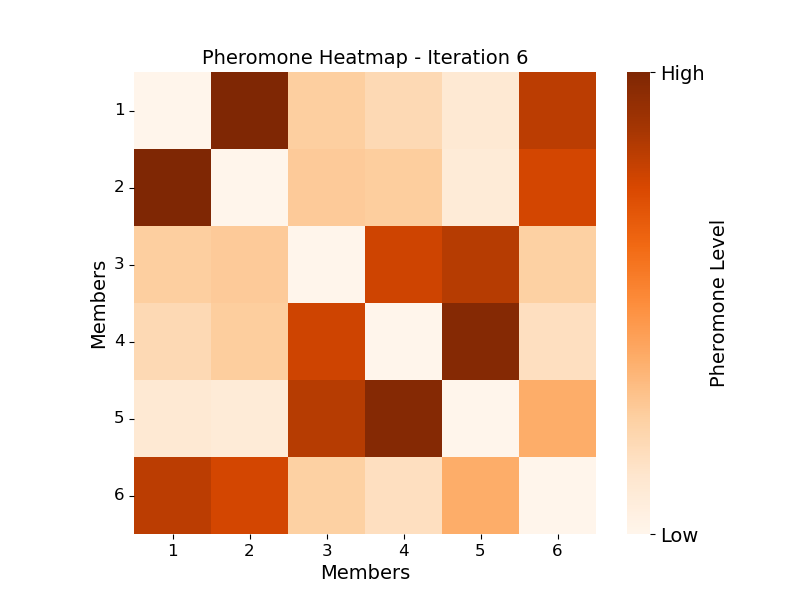 Pheromone Heatmap - Iteration 6
High
1
2
3
4
5
6
Members
Pheromone Level
Low
1 2 3 4 5 6
Members